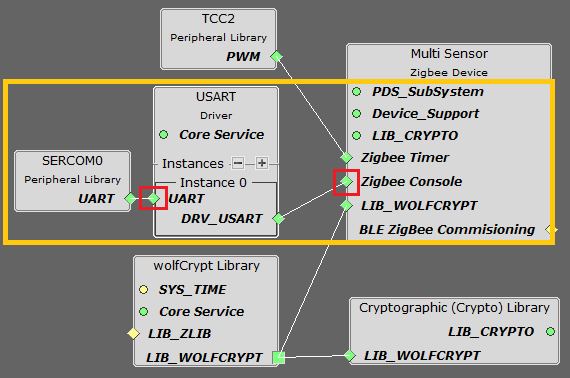 TCC2
Peripheral Library
PWM
Multi Sensor
Zigbee Device
PDS_SubSystem
Device_Support
LIB_CRYPTO
Zigbee Timer
Zigbee Console
LIB_WOLFCRYPT
BLE ZigBee Commisioning
USART
Driver
Core Service
Instances
Instance 0
UART
DRV_USART
SERCOM0
Peripheral Library
UART
wolfCrypt Library
SYS_TIME
Core Service
LIB_ZLIB
LIB_WOLFCRYPT
Cryptographic (Crypto) Library
LIB_CRYPTO
LIB_WOLFCRYPT